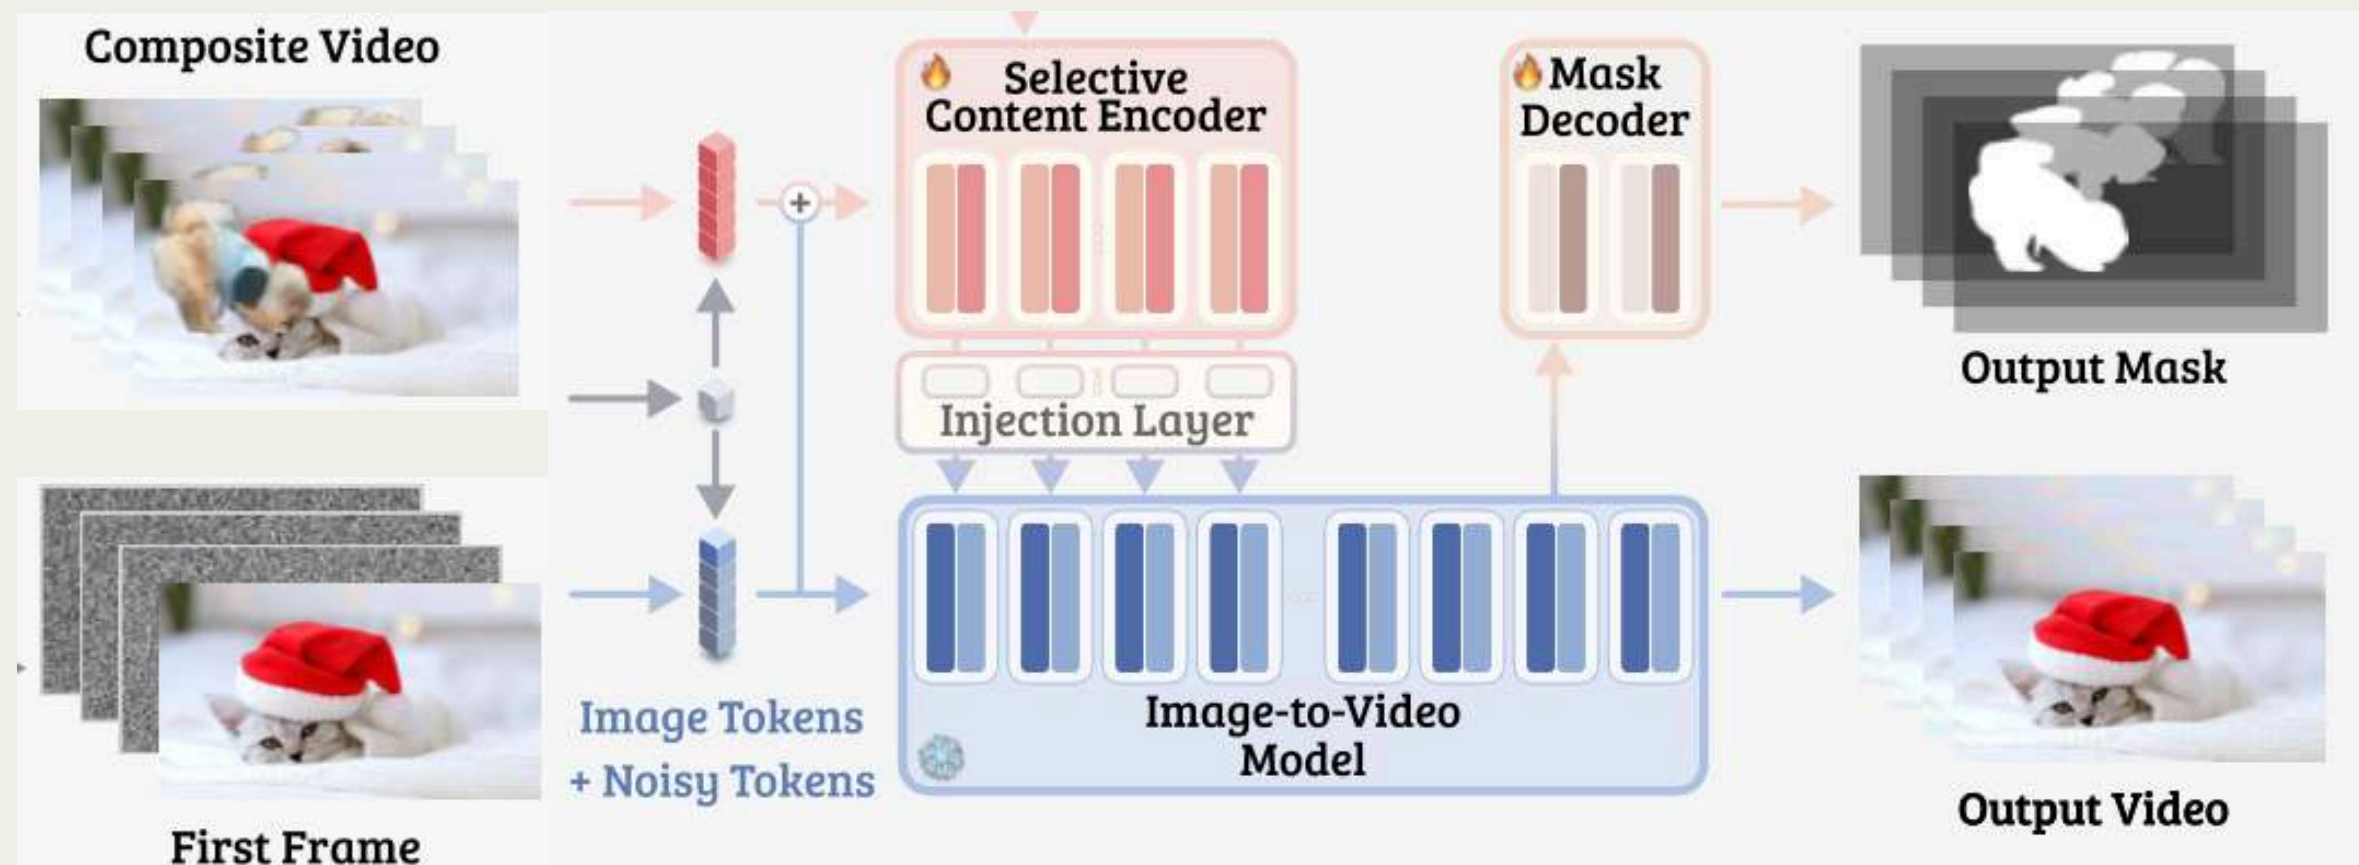 Composite Video
First Frame
Image Tokens
+ Noisy Tokens
+
Selective
Content Encoder
Injection Layer
Image-to-Video
Model
Mask
Decoder
Output Mask
Output Video